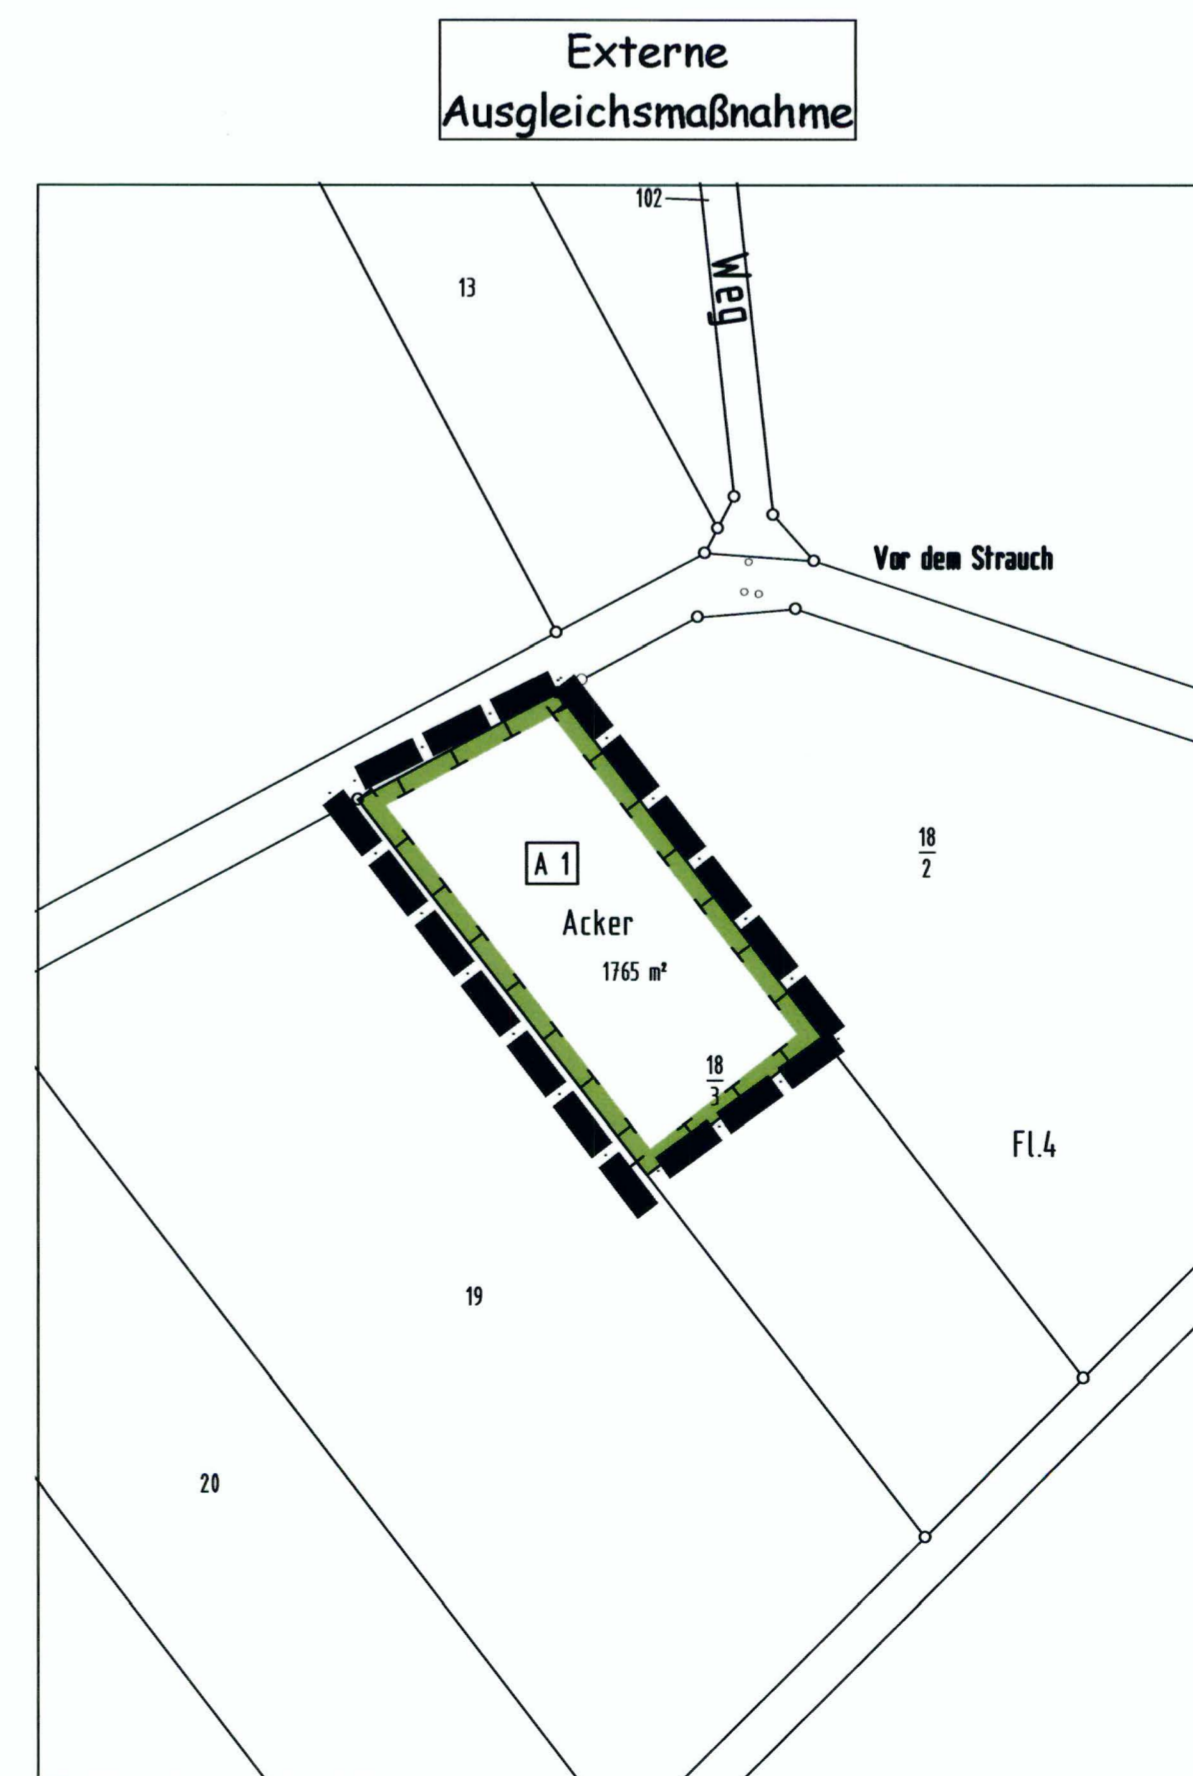 Externe
Ausgleichsmaßnahme
102
13
Weg
Vor dem Strauch
18
2
A 1
Acker
1765 m²
18
3
Fl.4
19
20